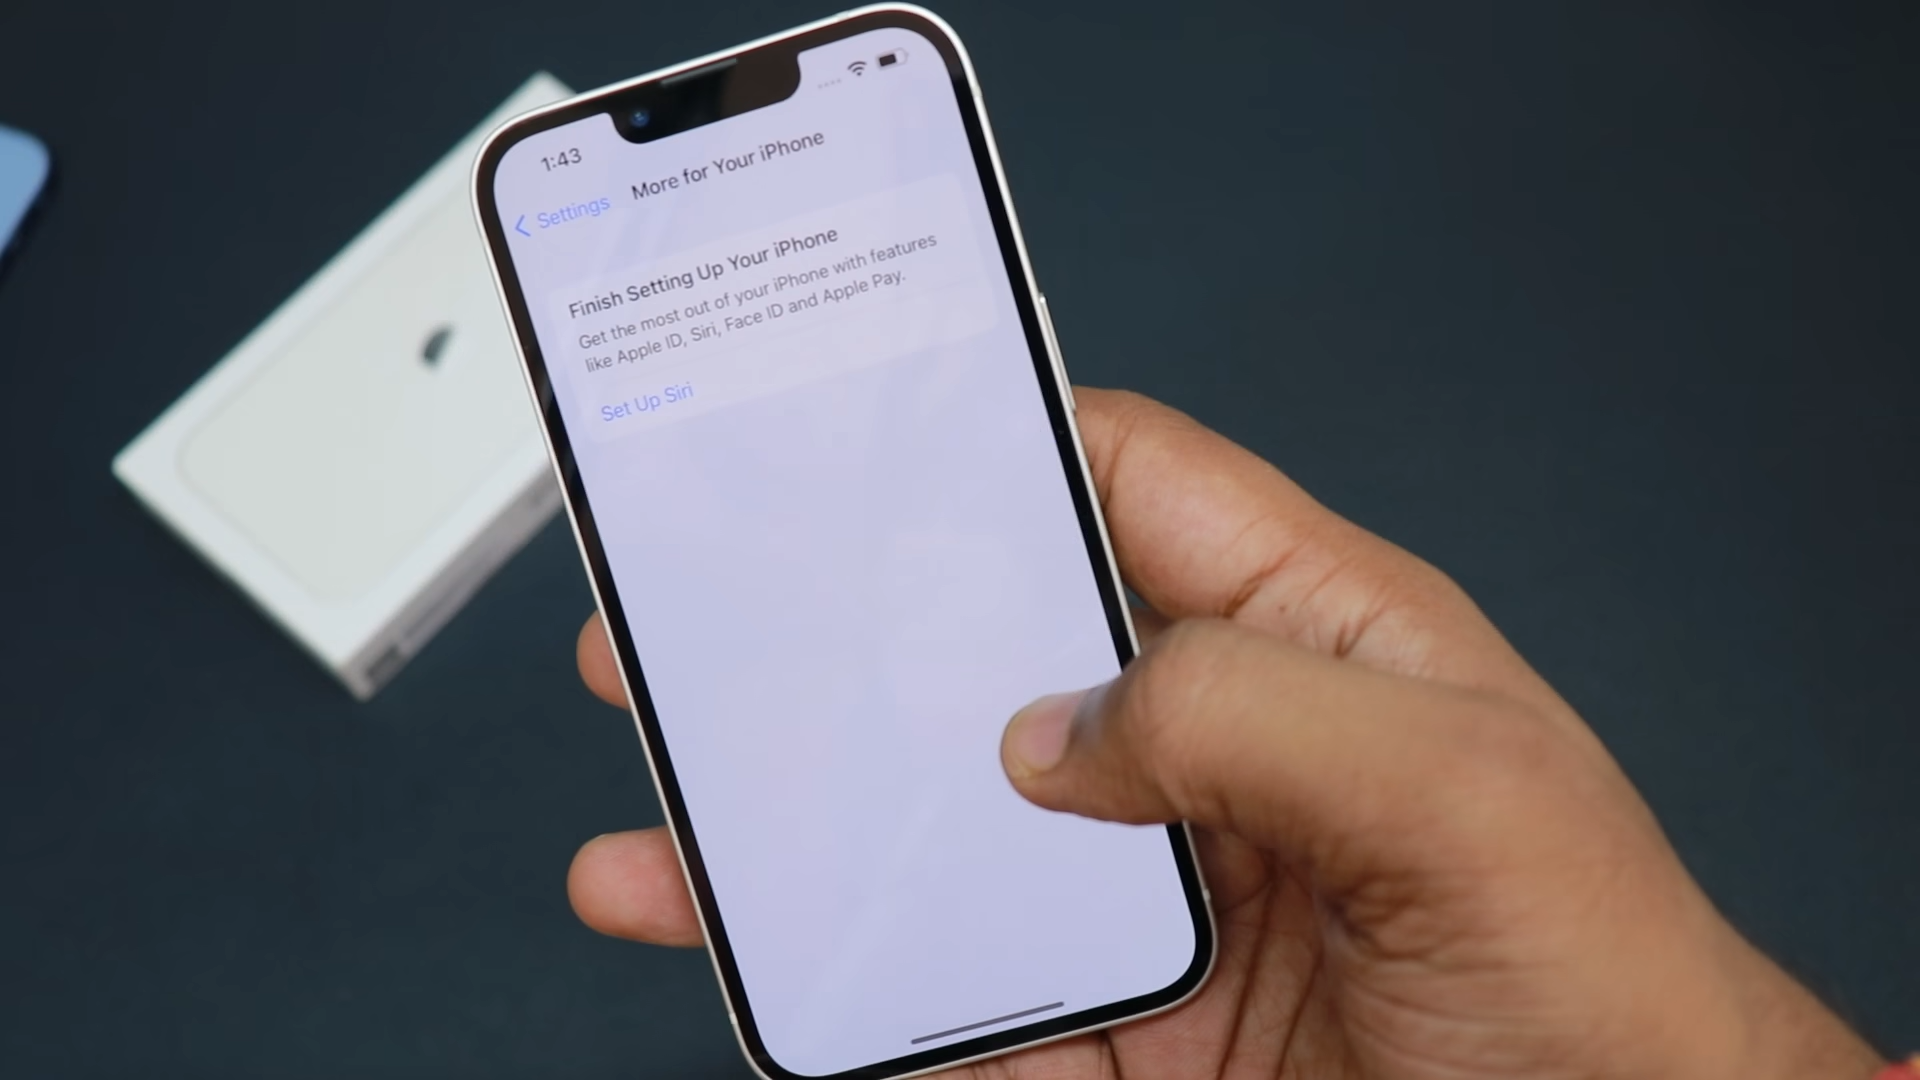 1:43
Settings
More for Your iPhone
Finish Setting Up Your iPhone
Get the most out of your iPhone with features
like Apple ID, Siri, Face ID and Apple Pay.
Set Up Siri